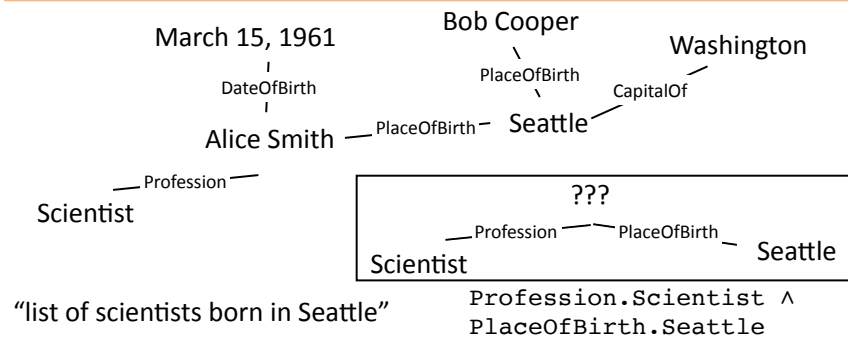 Bob Cooper
March 15, 1961
Washington
PlaceOfBirth
DateOfBirth
CapitalOf
Alice Smith
PlaceOfBirth
Seattle
Profession
Scientist
???
Profession
PlaceOfBirth
Scientist
Seattle
“list of scientists born in Seattle”
Profession.Scientist ∧
PlaceOfBirth.Seattle